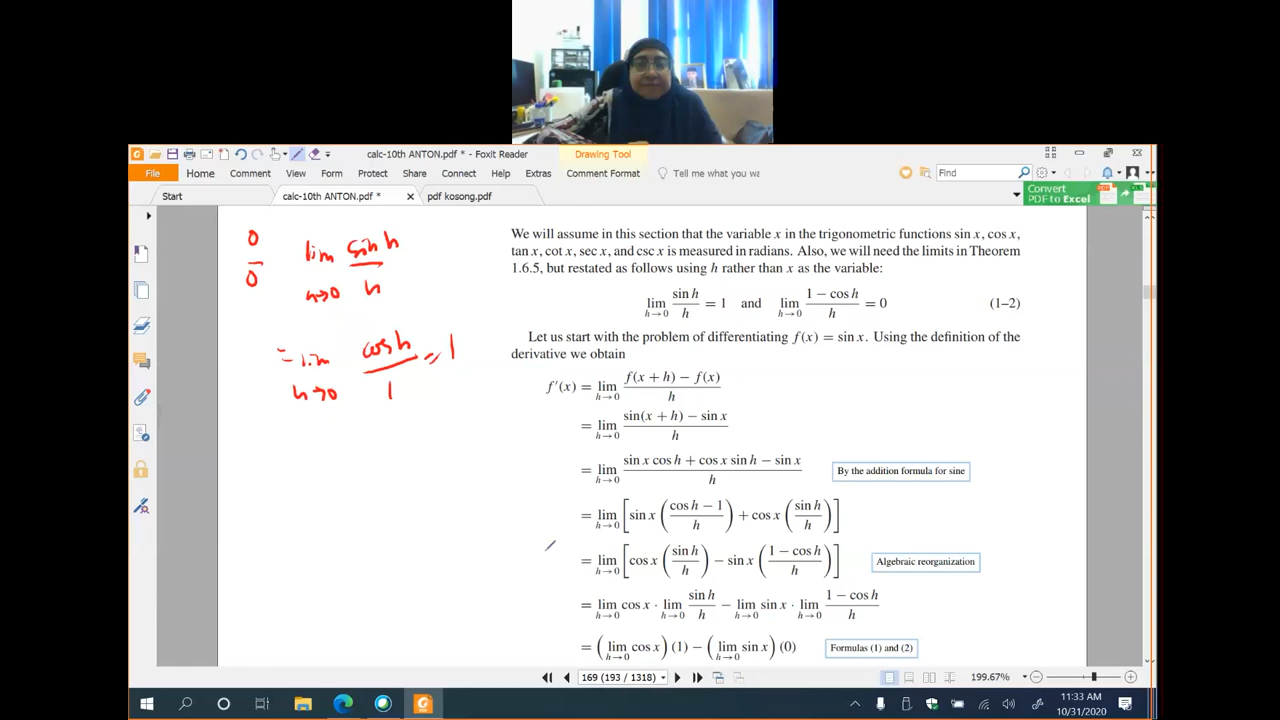 calc-10th ANTON.pdf * - Foxit Reader
Drawing Tool
File Home Comment View Form Protect Share Connect Help Extras Comment Format Tell me what you wa
Find
Start calc-10th ANTON.pdf * pdf kosong.pdf
Convert
PDF to Excel
We will assume in this section that the variable x in the trigonometric functions sin x, cos x,
tan x, cot x, sec x, and csc x is measured in radians. Also, we will need the limits in Theorem
1.6.5, but restated as follows using h rather than x as the variable:
lim h→0 sin h / h = 1 and lim h→0 1 − cos h / h = 0 (1–2)
Let us start with the problem of differentiating f(x) = sin x. Using the definition of the
derivative we obtain
f′(x) = lim h→0 f(x + h) − f(x) / h
= lim h→0 sin(x + h) − sin x / h
= lim h→0 sin x cos h + cos x sin h − sin x / h By the addition formula for sine
= lim h→0 [ sin x ( cos h − 1 / h ) + cos x ( sin h / h ) ]
= lim h→0 [ cos x ( sin h / h ) − sin x ( 1 − cos h / h ) ] Algebraic reorganization
= lim h→0 cos x · lim h→0 sin h / h − lim h→0 sin x · lim h→0 1 − cos h / h
= ( lim h→0 cos x ) (1) − ( lim h→0 sin x ) (0) Formulas (1) and (2)
0 / 0 lim h→0 sin h / h
= lim h→0 cos h / 1 = 1
169 (193 / 1318) 199.67%
11:33 AM
10/31/2020